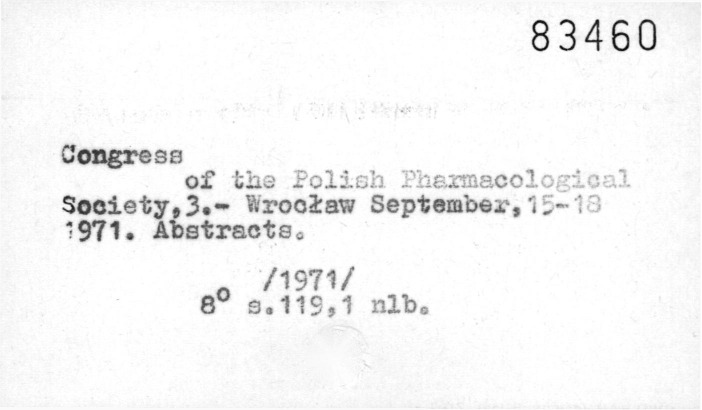 83460
Congress
of the Polish Pharmacological
Society,3.- Wrocław September,15-18
1971. Abstracts.
/1971/
8° s.119,1 nlb.